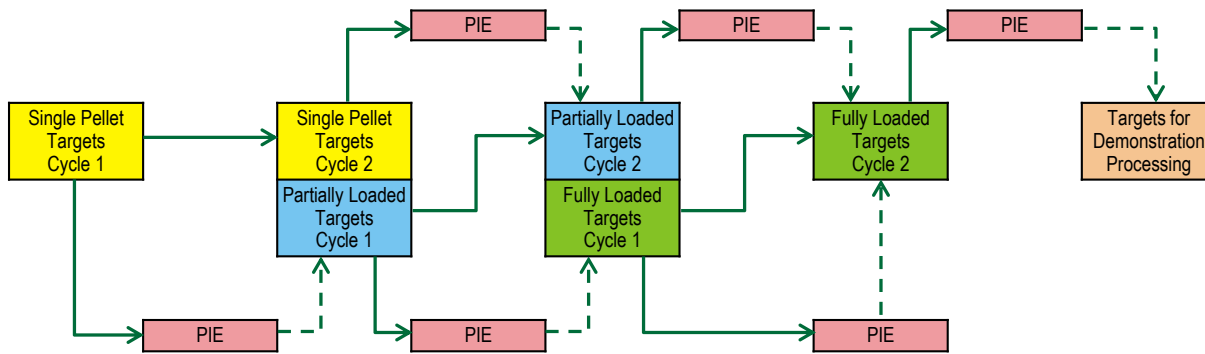 PIE
PIE
PIE
Single Pellet
Targets
Cycle 1
Single Pellet
Targets
Cycle 2
Partially Loaded
Targets
Cycle 1
Partially Loaded
Targets
Cycle 2
Fully Loaded
Targets
Cycle 1
Fully Loaded
Targets
Cycle 2
Targets for
Demonstration
Processing
PIE
PIE
PIE